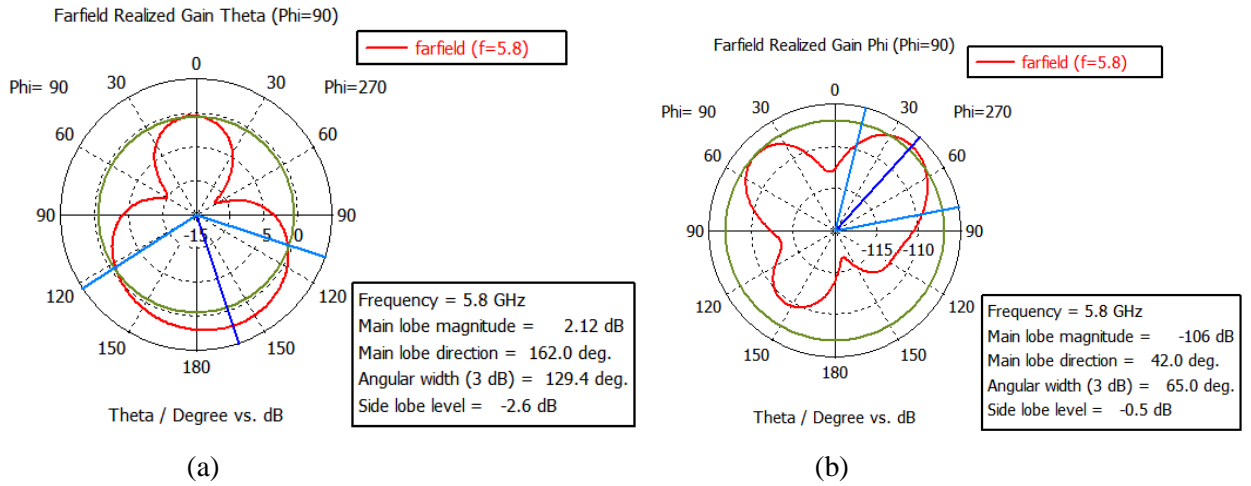 Farfield Realized Gain Theta (Phi=90)
farfield (f=5.8)
0
30
30
Phi= 90
Phi=270
60
60
90
90
-15
5
0
120
120
150
150
180
Frequency = 5.8 GHz
Main lobe magnitude = 2.12 dB
Main lobe direction = 162.0 deg.
Angular width (3 dB) = 129.4 deg.
Side lobe level = -2.6 dB
Theta / Degree vs. dB
(a)
Farfield Realized Gain Phi (Phi=90)
farfield (f=5.8)
0
30
30
Phi= 90
Phi=270
60
60
90
90
-115
-110
120
120
150
150
180
Frequency = 5.8 GHz
Main lobe magnitude = -106 dB
Main lobe direction = 42.0 deg.
Angular width (3 dB) = 65.0 deg.
Side lobe level = -0.5 dB
Theta / Degree vs. dB
(b)